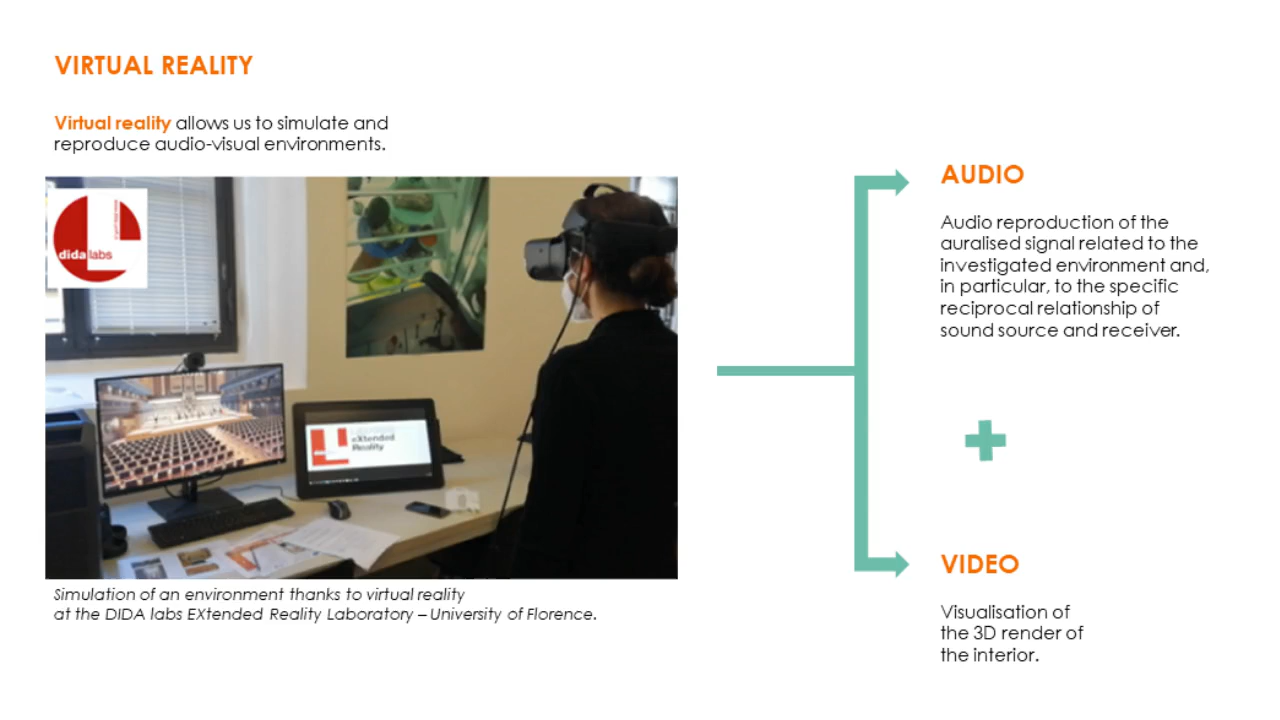 VIRTUAL REALITY
Virtual reality allows us to simulate and
reproduce audio-visual environments.
dida labs
eXtended
Reality
Simulation of an environment thanks to virtual reality
at the DIDA labs EXtended Reality Laboratory – University of Florence.
AUDIO
Audio reproduction of the
auralised signal related to the
investigated environment and,
in particular, to the specific
reciprocal relationship of
sound source and receiver.
VIDEO
Visualisation of
the 3D render of
the interior.